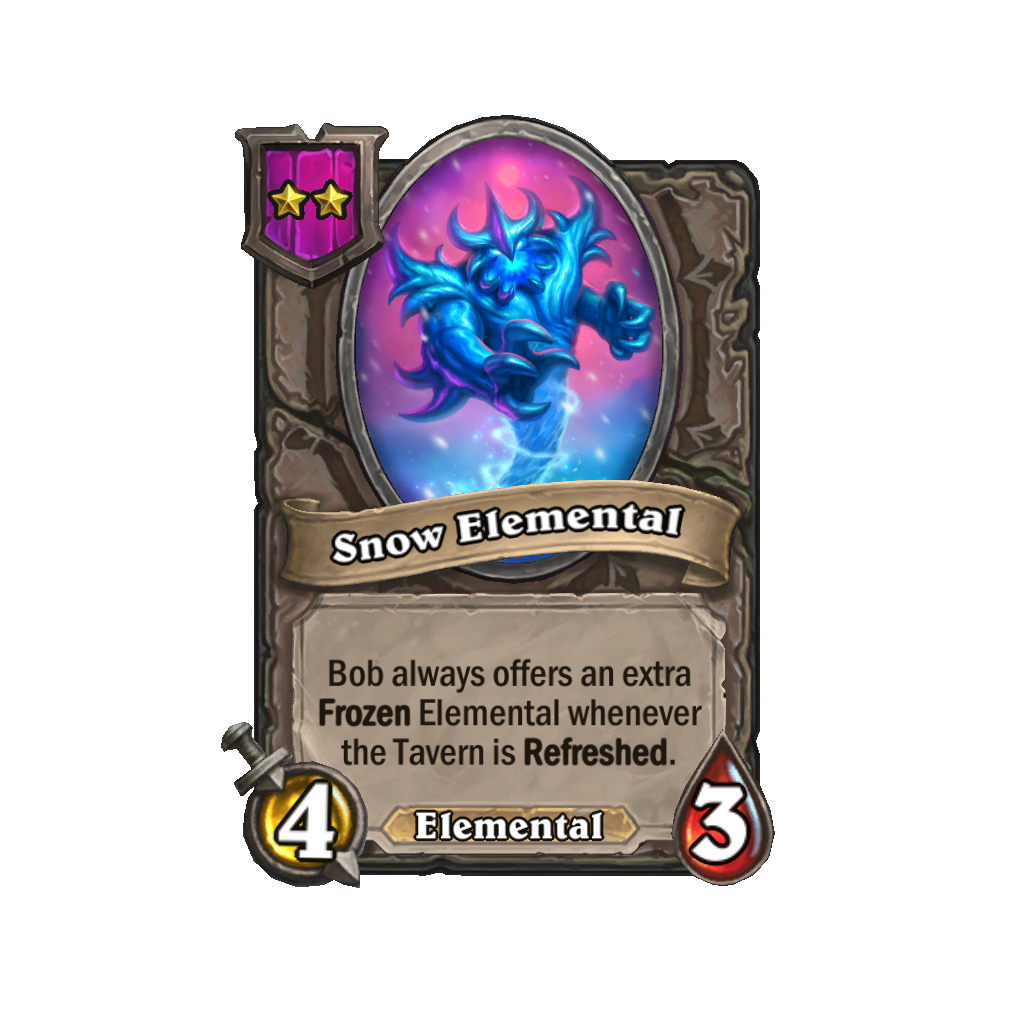 Snow Elemental
Bob always offers an extra
Frozen Elemental whenever
the Tavern is Refreshed.
4
Elemental
3